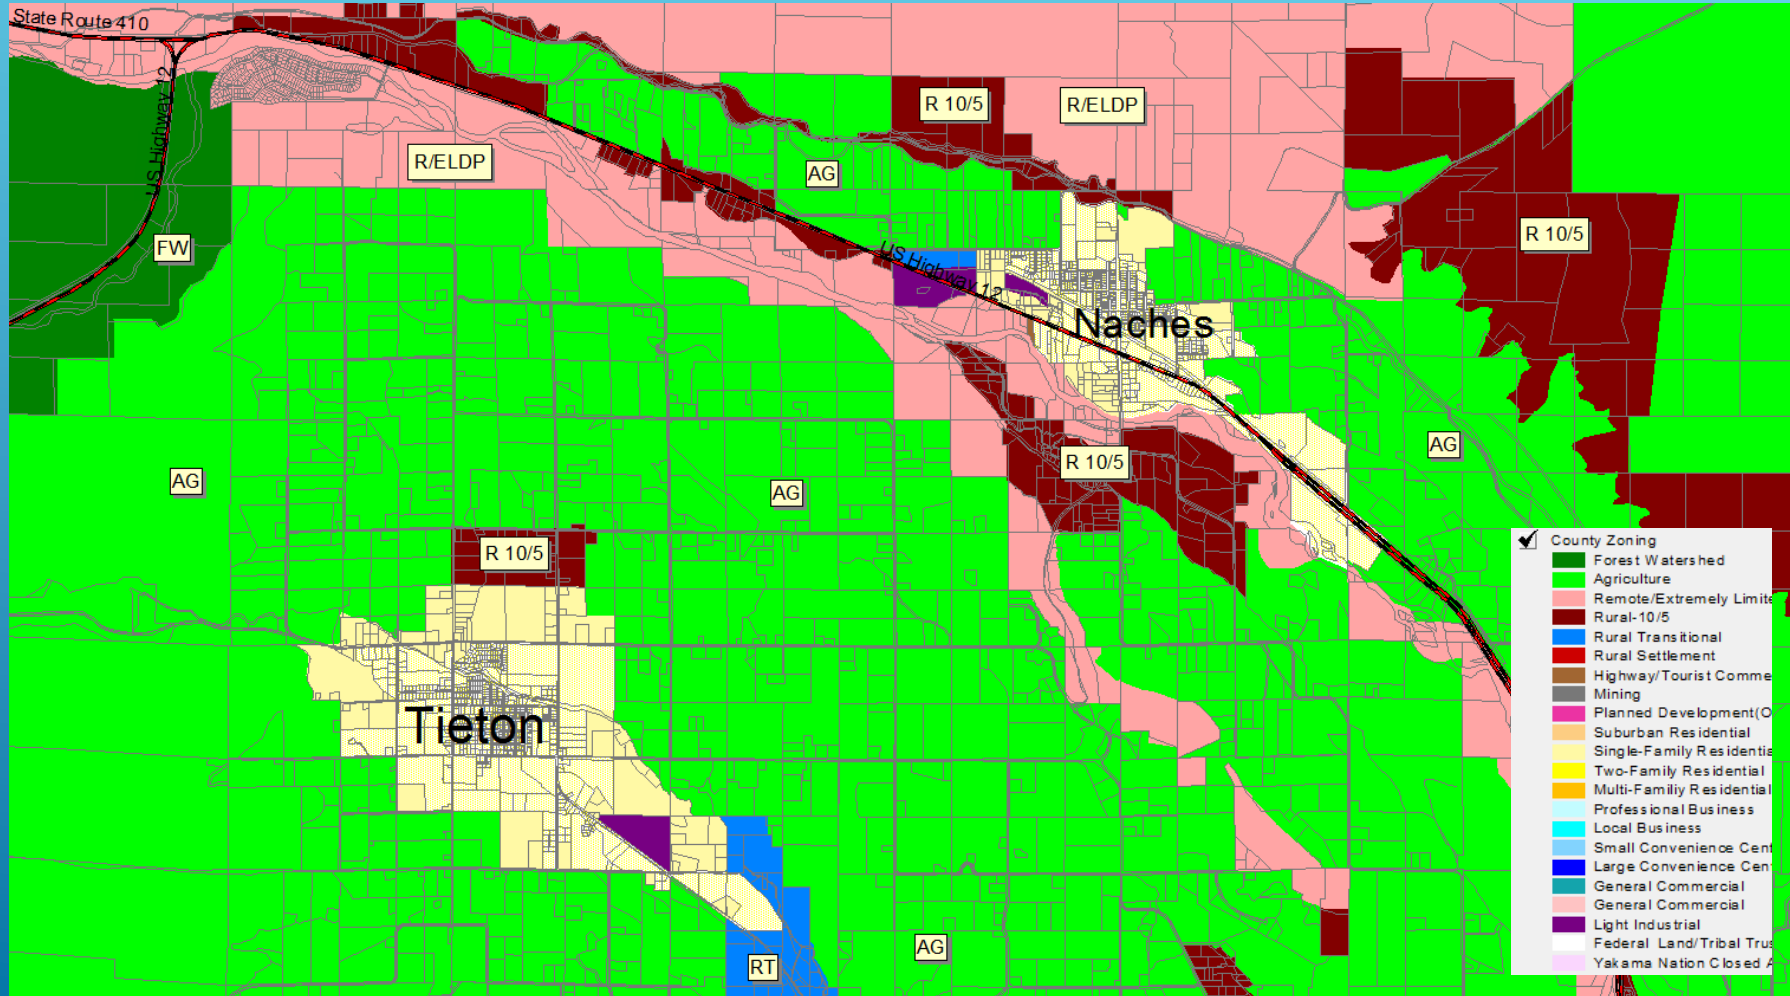 State Route 410
US Highway 12
R 10/5
R/ELDP
R/ELDP
AG
FW
R 10/5
US Highway 12
Naches
AG
R 10/5
AG
AG
R 10/5
Tieton
AG
RT
County Zoning
Forest Watershed
Agriculture
Remote/Extremely Limite
Rural-10/5
Rural Transitional
Rural Settlement
Highway/Tourist Comme
Mining
Planned Development(O
Suburban Residential
Single-Family Residentia
Two-Family Residential
Multi-Familiy Residential
Professional Business
Local Business
Small Convenience Cent
Large Convenience Cen
General Commercial
General Commercial
Light Industrial
Federal Land/Tribal Trus
Yakama Nation Closed A